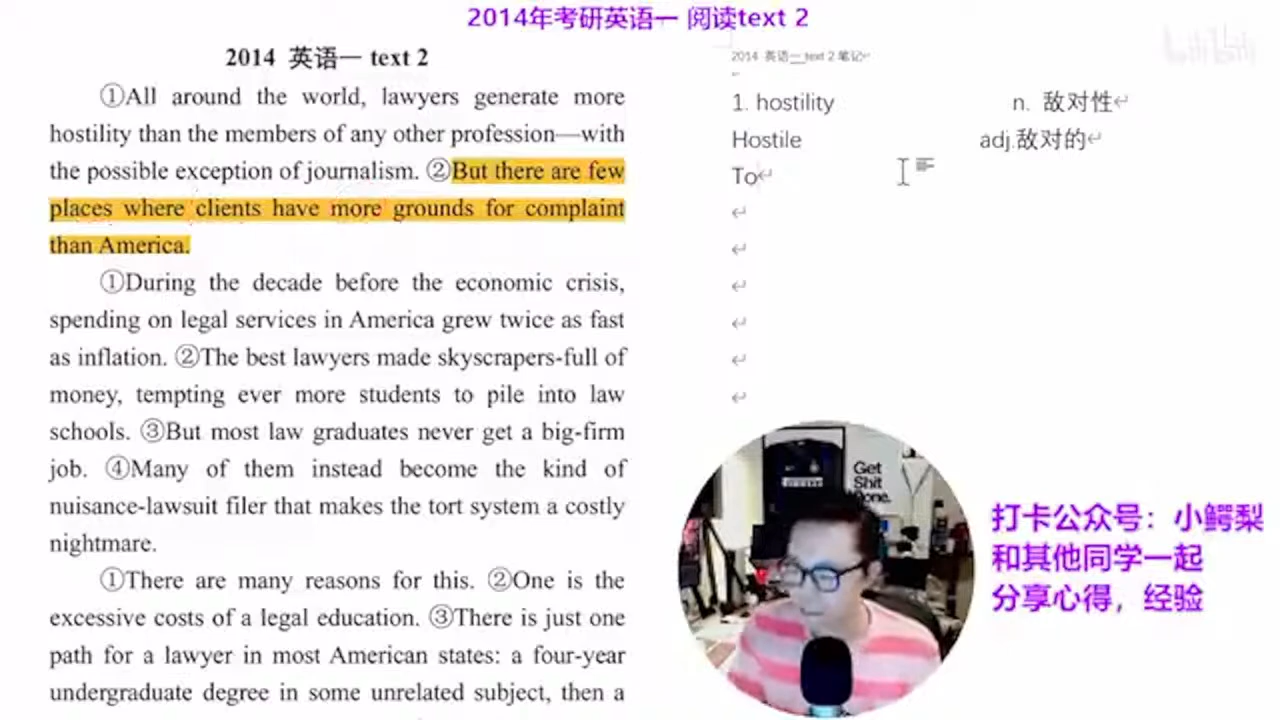 2014年考研英语一 阅读text 2
2014 英语一 text 2
①All around the world, lawyers generate more
hostility than the members of any other profession—with
the possible exception of journalism. ②But there are few
places where clients have more grounds for complaint
than America.
①During the decade before the economic crisis,
spending on legal services in America grew twice as fast
as inflation. ②The best lawyers made skyscrapers-full of
money, tempting ever more students to pile into law
schools. ③But most law graduates never get a big-firm
job. ④Many of them instead become the kind of
nuisance-lawsuit filer that makes the tort system a costly
nightmare.
①There are many reasons for this. ②One is the
excessive costs of a legal education. ③There is just one
path for a lawyer in most American states: a four-year
undergraduate degree in some unrelated subject, then a
2014 英语一 text 2 笔记
1. hostility n. 敌对性
Hostile adj.敌对的
To
bilibili
Get
Shit
Done.
打卡公众号：小鳄梨
和其他同学一起
分享心得，经验